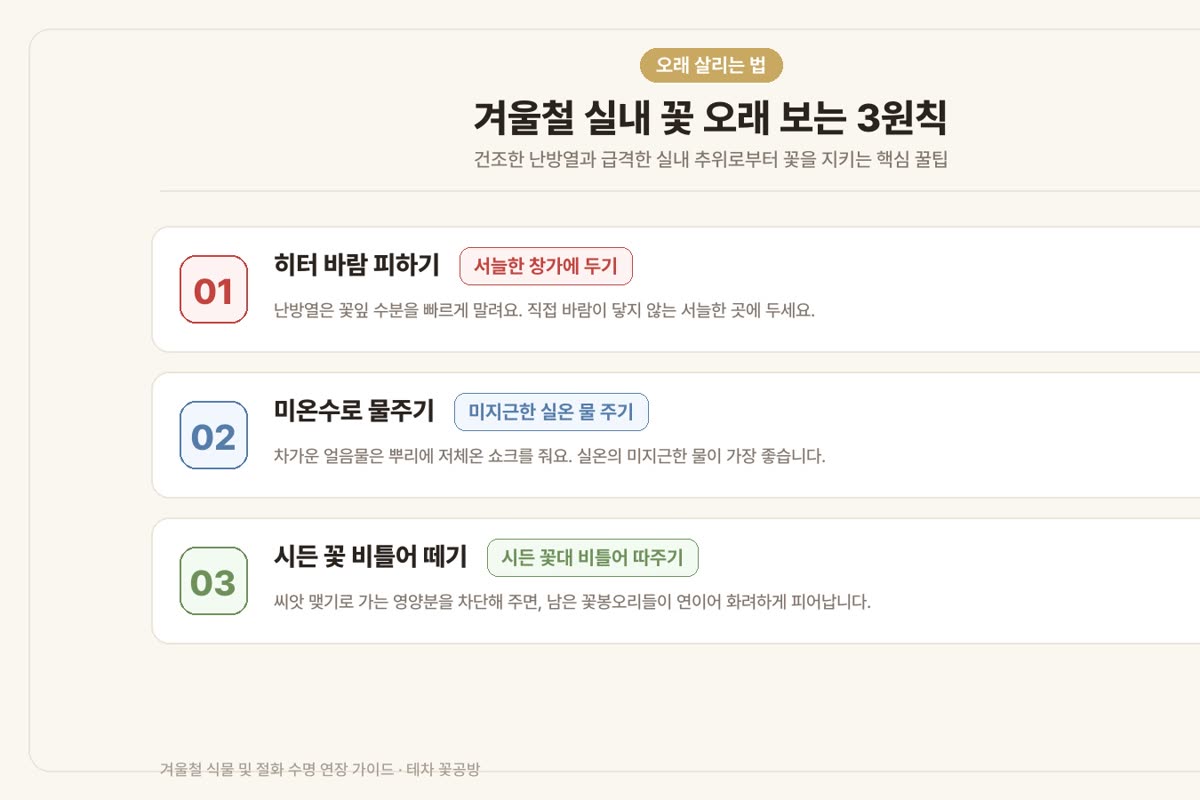 오래 살리는 법
겨울철 실내 꽃 오래 보는 3원칙
건조한 난방열과 급격한 실내 추위로부터 꽃을 지키는 핵심 꿀팁
01
히터 바람 피하기
서늘한 창가에 두기
난방열은 꽃잎 수분을 빠르게 말려요. 직접 바람이 닿지 않는 서늘한 곳에 두세요.
02
미온수로 물주기
미지근한 실온 물 주기
차가운 얼음물은 뿌리에 저체온 쇼크를 줘요. 실온의 미지근한 물이 가장 좋습니다.
03
시든 꽃 비틀어 떼기
시든 꽃대 비틀어 따주기
씨앗 맺기로 가는 영양분을 차단해 주면, 남은 꽃봉오리들이 연이어 화려하게 피어납니다.
겨울철 식물 및 절화 수명 연장 가이드 · 테차 꽃공방